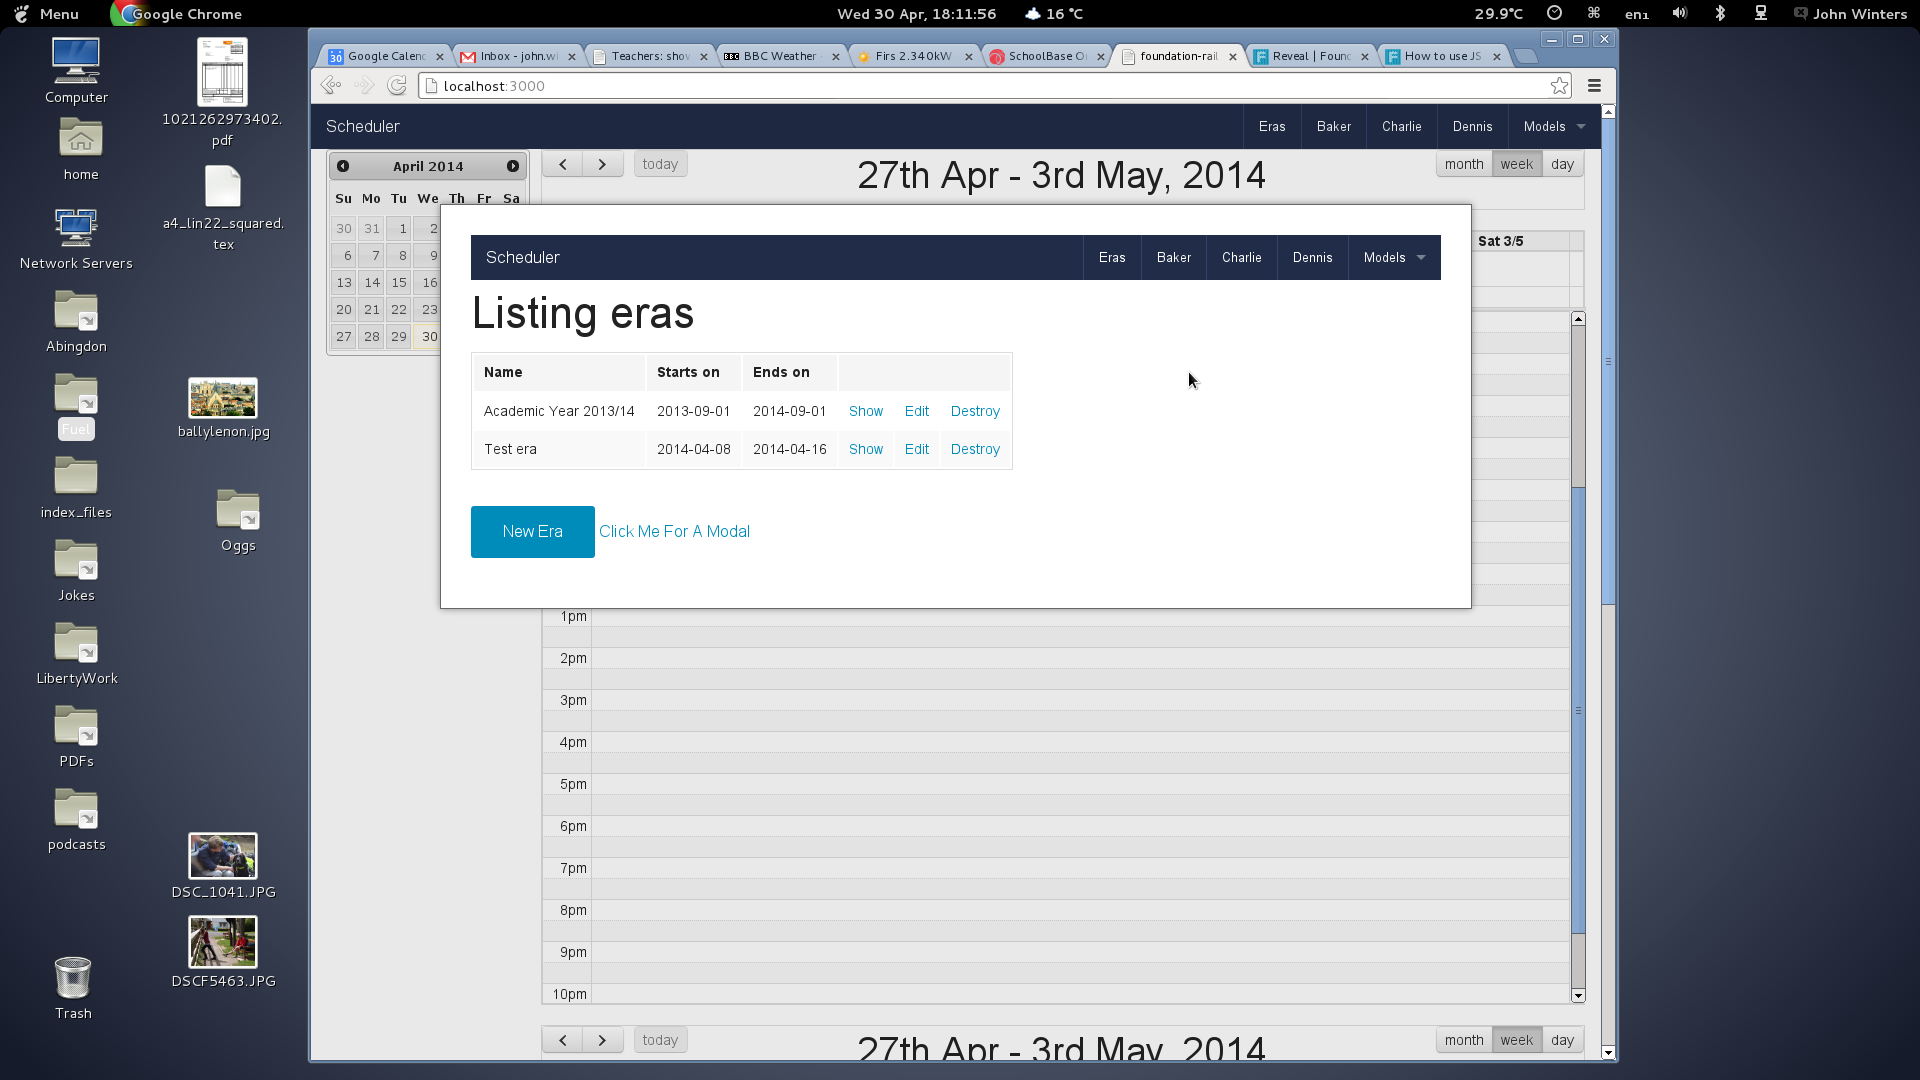 Menu Google Chrome Wed 30 Apr, 18:11:56 16 °C 29.9°C en1 John Winters
Computer
home
Network Servers
Abingdon
Fuel
index_files
Jokes
LibertyWork
PDFs
podcasts
Trash
1021262973402.
pdf
a4_lin22_squared.
tex
ballylenon.jpg
Oggs
DSC_1041.JPG
DSCF5463.JPG
30 Google Calenc Inbox - john.wi Teachers: show BBC BBC Weather - Firs 2.340kW SchoolBase O foundation-rail Reveal | Found How to use JS
localhost:3000
Scheduler Eras Baker Charlie Dennis Models
April 2014
Su Mo Tu We Th Fr Sa
30 31 1 2
6 7 8 9
13 14 15 16
20 21 22 23
27 28 29 30
today 27th Apr - 3rd May, 2014 month week day
Sat 3/5
Scheduler Eras Baker Charlie Dennis Models
Listing eras
Name Starts on Ends on
Academic Year 2013/14 2013-09-01 2014-09-01 Show Edit Destroy
Test era 2014-04-08 2014-04-16 Show Edit Destroy
New Era Click Me For A Modal
1pm
2pm
3pm
4pm
5pm
6pm
7pm
8pm
9pm
10pm
today 27th Apr - 3rd May, 2014 month week day